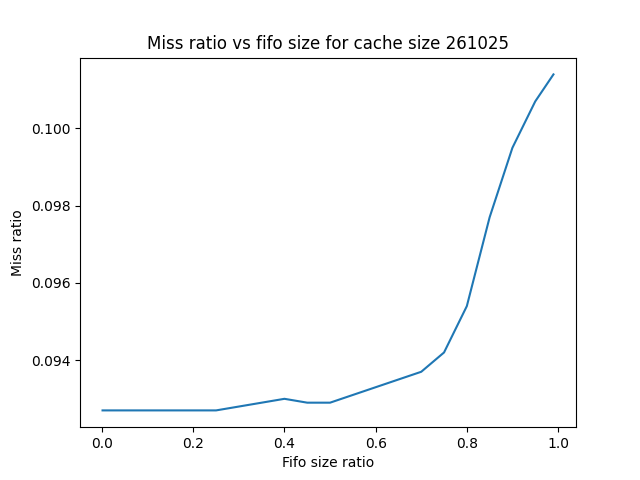 Miss ratio vs fifo size for cache size 261025
0.100
0.098
0.096
0.094
Miss ratio
0.0 0.2 0.4 0.6 0.8 1.0
Fifo size ratio